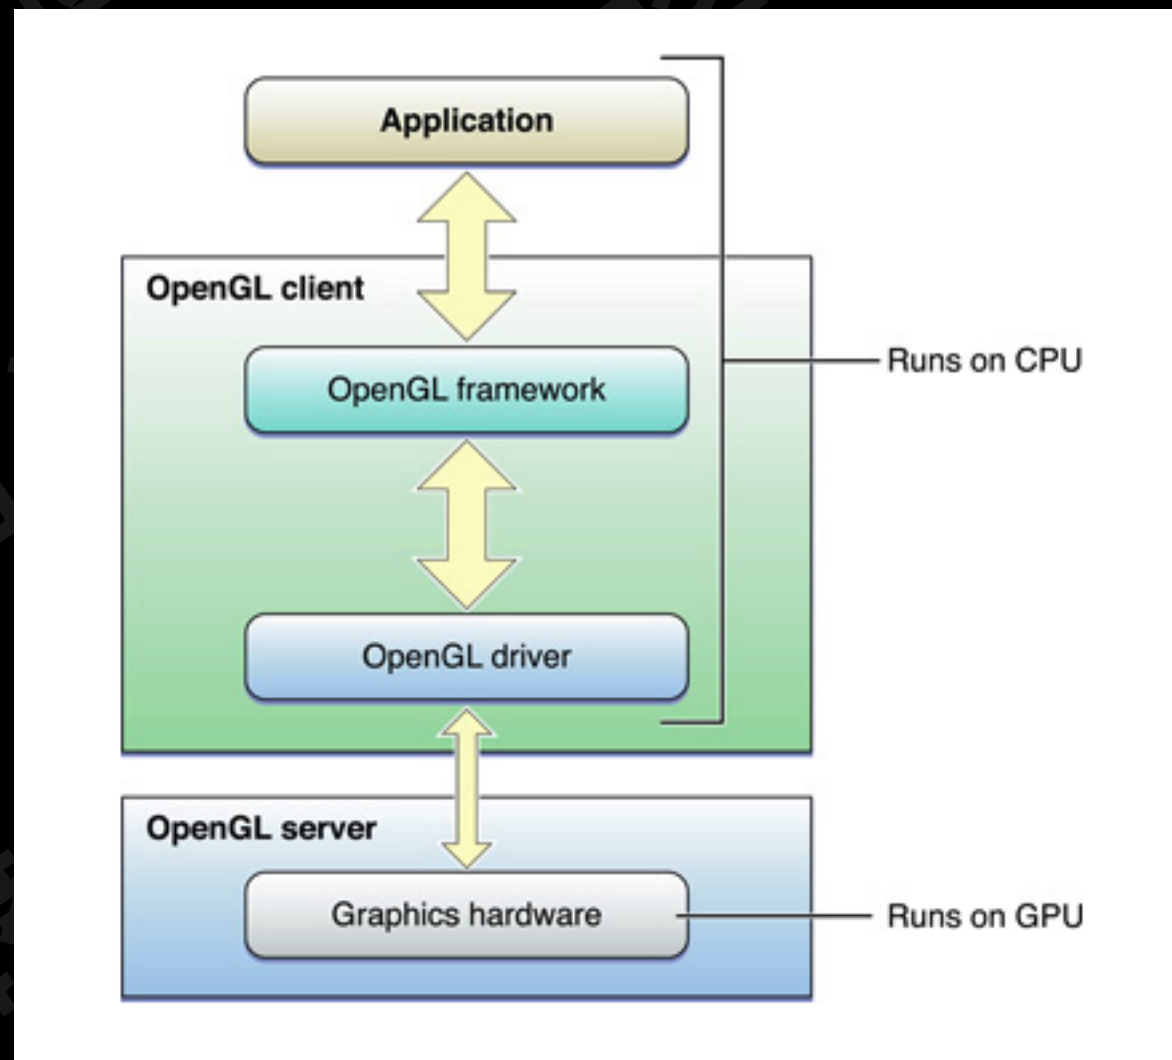 Application
OpenGL client
OpenGL framework
Runs on CPU
OpenGL driver
OpenGL server
Graphics hardware
Runs on GPU